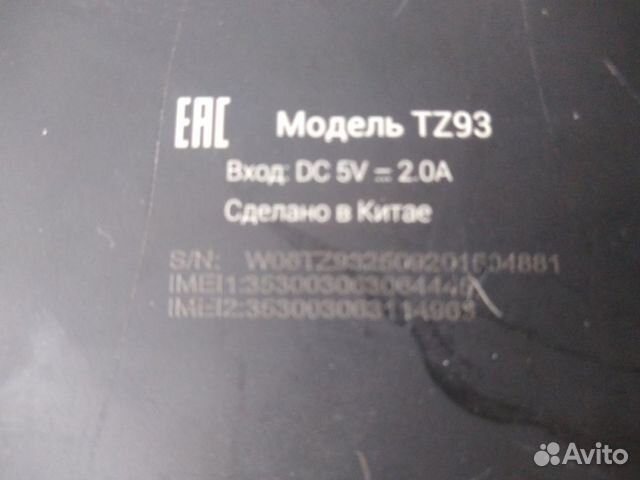 EAC Модель TZ93
Вход: DC 5V = 2.0A
Сделано в Китае
S/N:
IMEI1:
IMEI2:
Avito